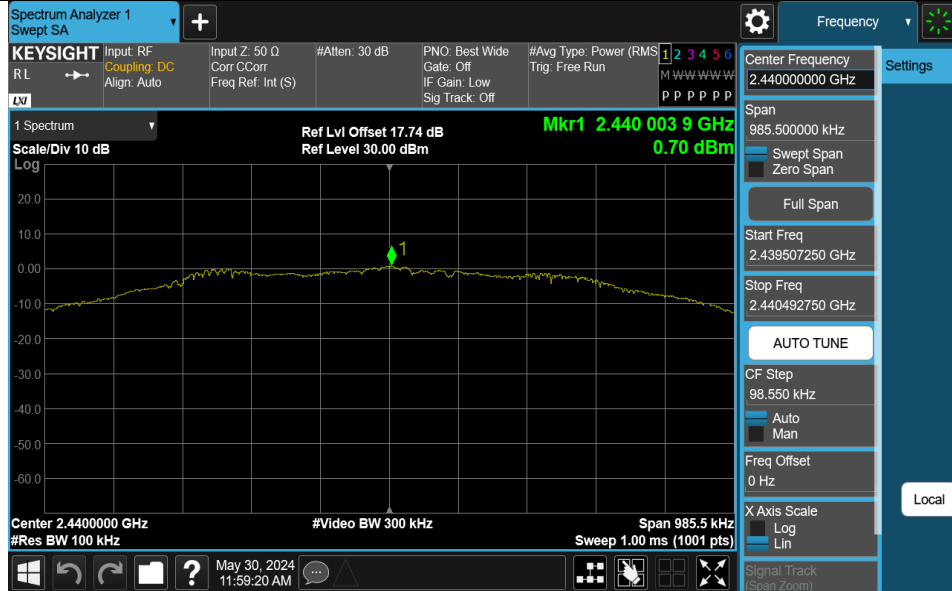 Spectrum Analyzer 1
Swept SA
+
Frequency
KEYSIGHT
RL
LXI
Input: RF
Coupling: DC
Align: Auto
Input Z: 50 Ω
Corr CCorr
Freq Ref: Int (S)
#Atten: 30 dB
PNO: Best Wide
Gate: Off
IF Gain: Low
Sig Track: Off
#Avg Type: Power (RMS
Trig: Free Run
1 2 3 4 5 6
M W W W W W
P P P P P P
1 Spectrum
Scale/Div 10 dB
Log
Ref Lvl Offset 17.74 dB
Ref Level 30.00 dBm
Mkr1 2.440 003 9 GHz
0.70 dBm
20.0
10.0
0.00
-10.0
-20.0
-30.0
-40.0
-50.0
-60.0
1
Center 2.4400000 GHz
#Res BW 100 kHz
#Video BW 300 kHz
Span 985.5 kHz
Sweep 1.00 ms (1001 pts)
Center Frequency
2.440000000 GHz
Span
985.500000 kHz
Swept Span
Zero Span
Full Span
Start Freq
2.439507250 GHz
Stop Freq
2.440492750 GHz
AUTO TUNE
CF Step
98.550 kHz
Auto
Man
Freq Offset
0 Hz
X Axis Scale
Log
Lin
Signal Track
(Span Zoom)
Settings
Local
?
May 30, 2024
11:59:20 AM